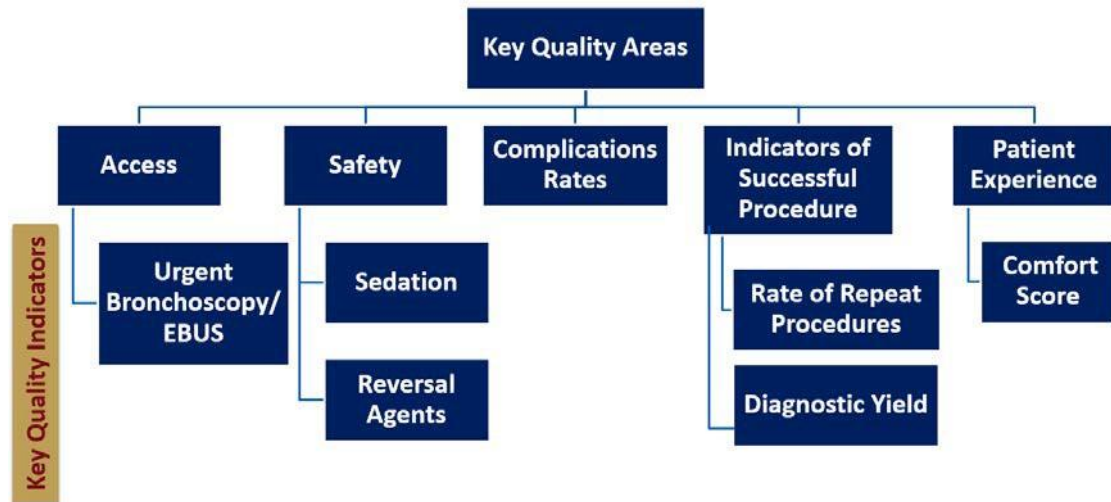 Key Quality Areas
Access
Safety
Complications
Rates
Indicators of
Successful
Procedure
Patient
Experience
Key Quality Indicators
Urgent
Bronchoscopy/
EBUS
Sedation
Reversal
Agents
Rate of Repeat
Procedures
Diagnostic Yield
Comfort
Score